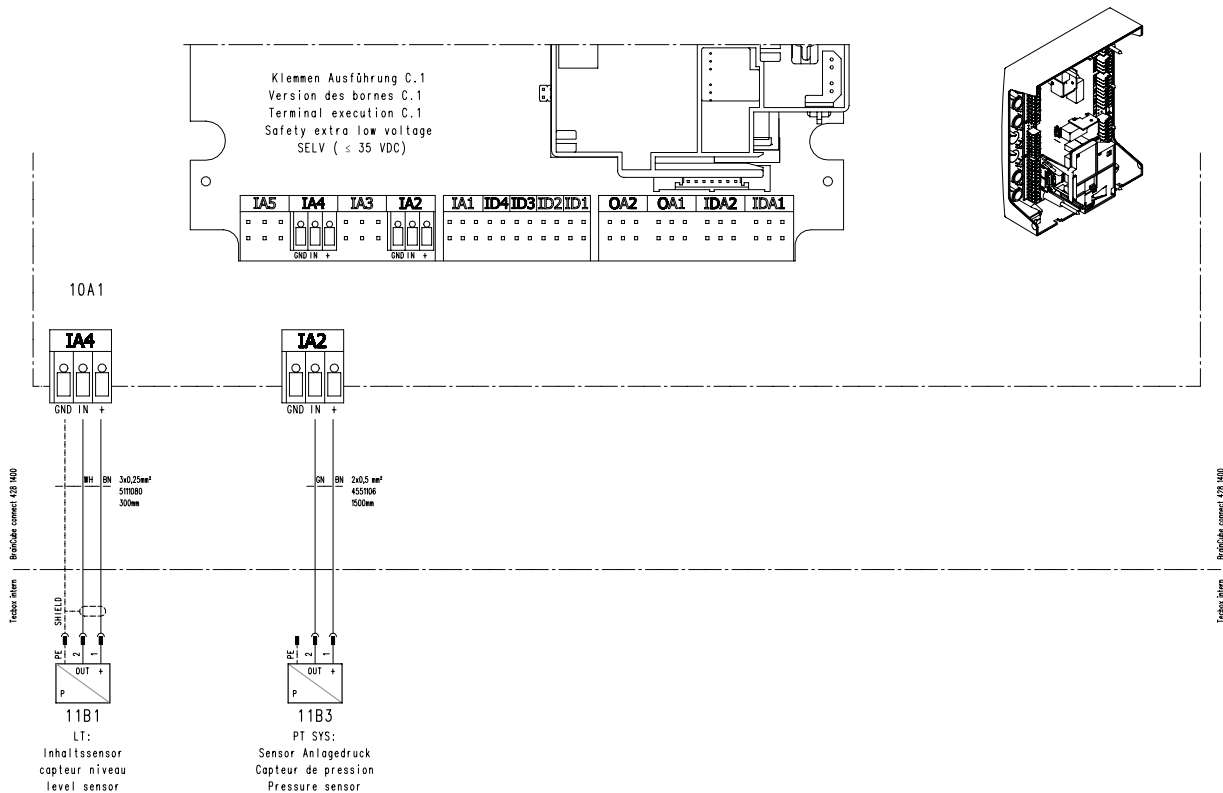 Klemmen Ausführung C.1
Version des bornes C.1
Terminal execution C.1
Safety extra low voltage
SELV ( ≤ 35 VDC)
IA5 IA4 IA3 IA2 IA1 ID4 ID3 ID2 ID1 OA2 OA1 IDA2 IDA1
GND IN + GND IN +
10A1
IA4 IA2
GND IN + GND IN +
WH BN 3x0,25mm²
5111080
300mm
GN BN 2x0,5 mm²
4551106
1500mm
BrainCube connect 428 1400
Tecbox intern
BrainCube connect 428 1400
Tecbox intern
SHIELD
PE 2 1
OUT +
P
PE 2 1
OUT +
P
11B1
LT:
Inhaltssensor
capteur niveau
level sensor
11B3
PT SYS:
Sensor Anlagedruck
Capteur de pression
Pressure sensor